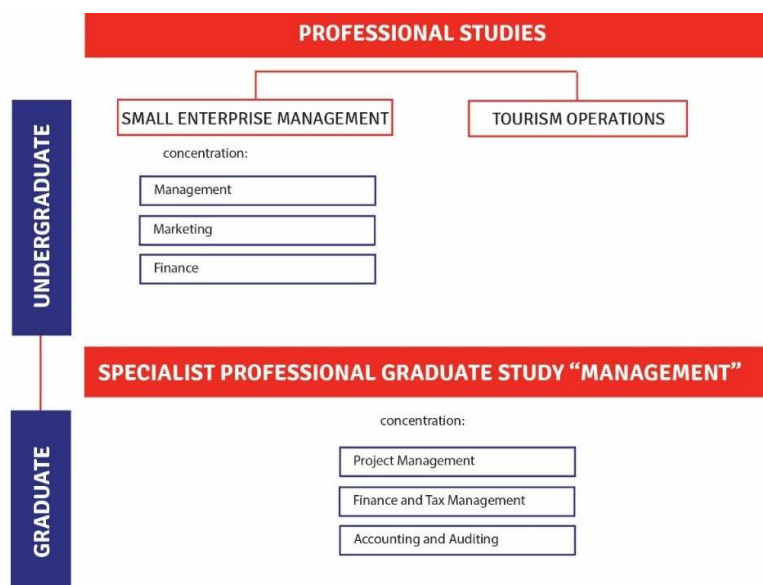 PROFESSIONAL STUDIES
UNDERGRADUATE
SMALL ENTERPRISE MANAGEMENT
TOURISM OPERATIONS
concentration:
Management
Marketing
Finance
GRADUATE
SPECIALIST PROFESSIONAL GRADUATE STUDY “MANAGEMENT”
concentration:
Project Management
Finance and Tax Management
Accounting and Auditing